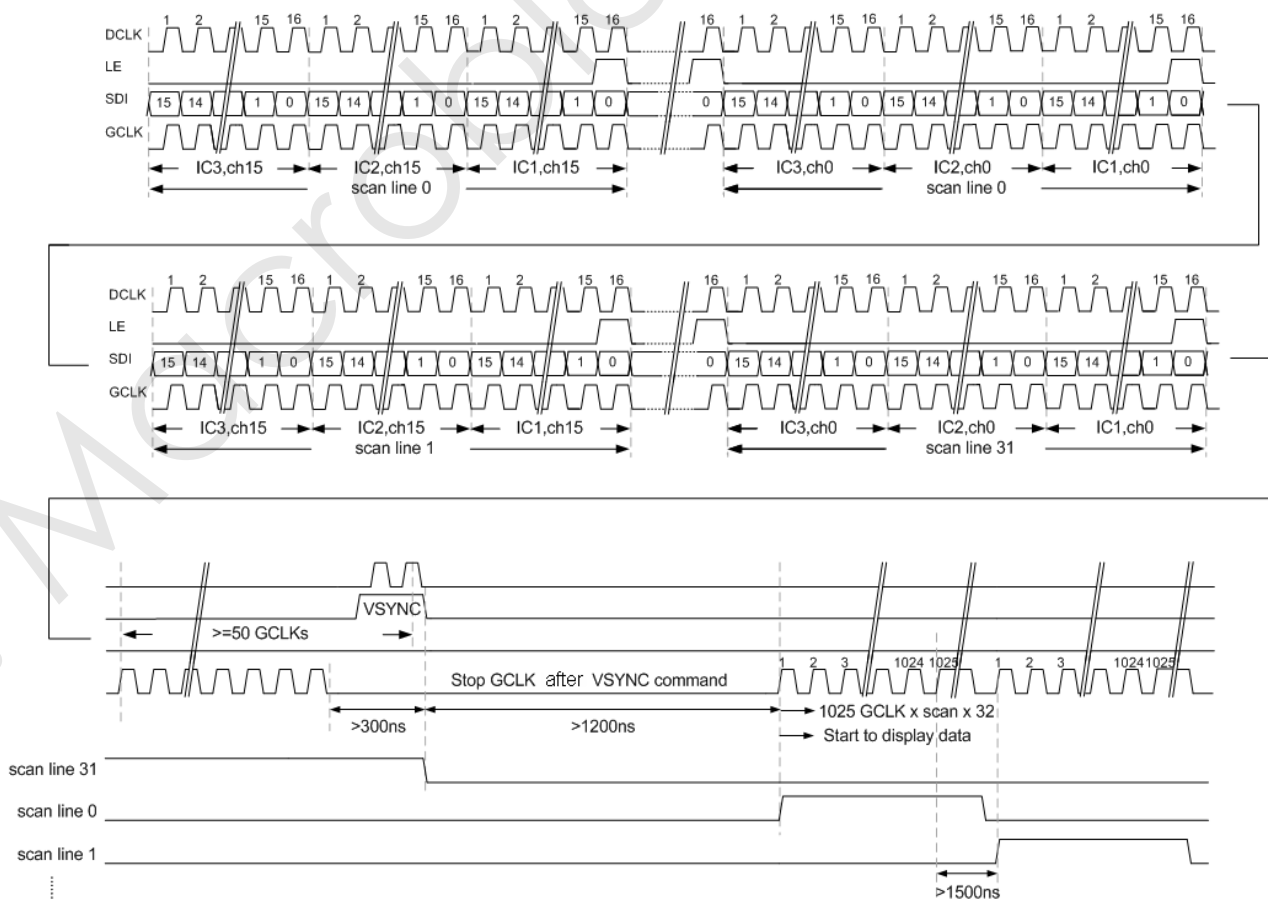 1 2 15 16 1 2 15 16 1 2 15 16 16 1 2 15 16 1 2 15 16 1 2 15 16
DCLK
LE
SDI 15 14 1 0 15 14 1 0 15 14 1 0 0 15 14 1 0 15 14 1 0 15 14 1 0
GCLK
IC3,ch15 IC2,ch15 IC1,ch15 IC3,ch0 IC2,ch0 IC1,ch0
scan line 0 scan line 0
1 2 15 16 1 2 15 16 1 2 15 16 16 1 2 15 16 1 2 15 16 1 2 15 16
DCLK
LE
SDI 15 14 1 0 15 14 1 0 15 14 1 0 0 15 14 1 0 15 14 1 0 15 14 1 0
GCLK
IC3,ch15 IC2,ch15 IC1,ch15 IC3,ch0 IC2,ch0 IC1,ch0
scan line 1 scan line 31
VSYNC
>=50 GCLKs
1 2 3 1024 1025 1 2 3 1024 1025
Stop GCLK after VSYNC command
1025 GCLK x scan x 32
>300ns >1200ns
Start to display data
scan line 31
scan line 0
scan line 1
>1500ns